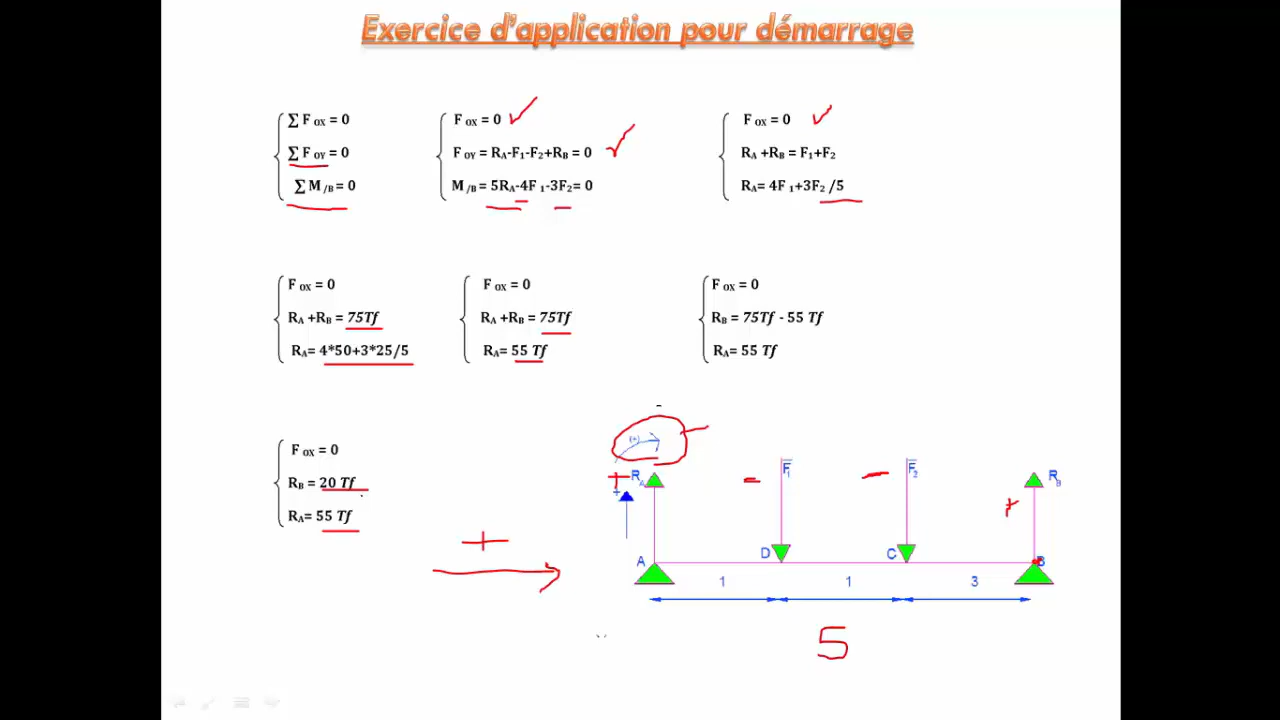 Exercice d'application pour démarrage
∑ F OX = 0
∑ F OY = 0
∑ M /B = 0
F OX = 0
F OY = RA-F1-F2+RB = 0
M /B = 5RA-4F 1-3F2= 0
F OX = 0
RA +RB = F1+F2
RA= 4F 1+3F2 /5
F OX = 0
RA +RB = 75Tf
RA= 4*50+3*25/5
F OX = 0
RA +RB = 75Tf
RA= 55 Tf
F OX = 0
RB = 75Tf - 55 Tf
RA= 55 Tf
F OX = 0
RB = 20 Tf
RA= 55 Tf
+
(+)
+ RA
+
- F1
- F2
+ RB
A D C B
1 1 3
5